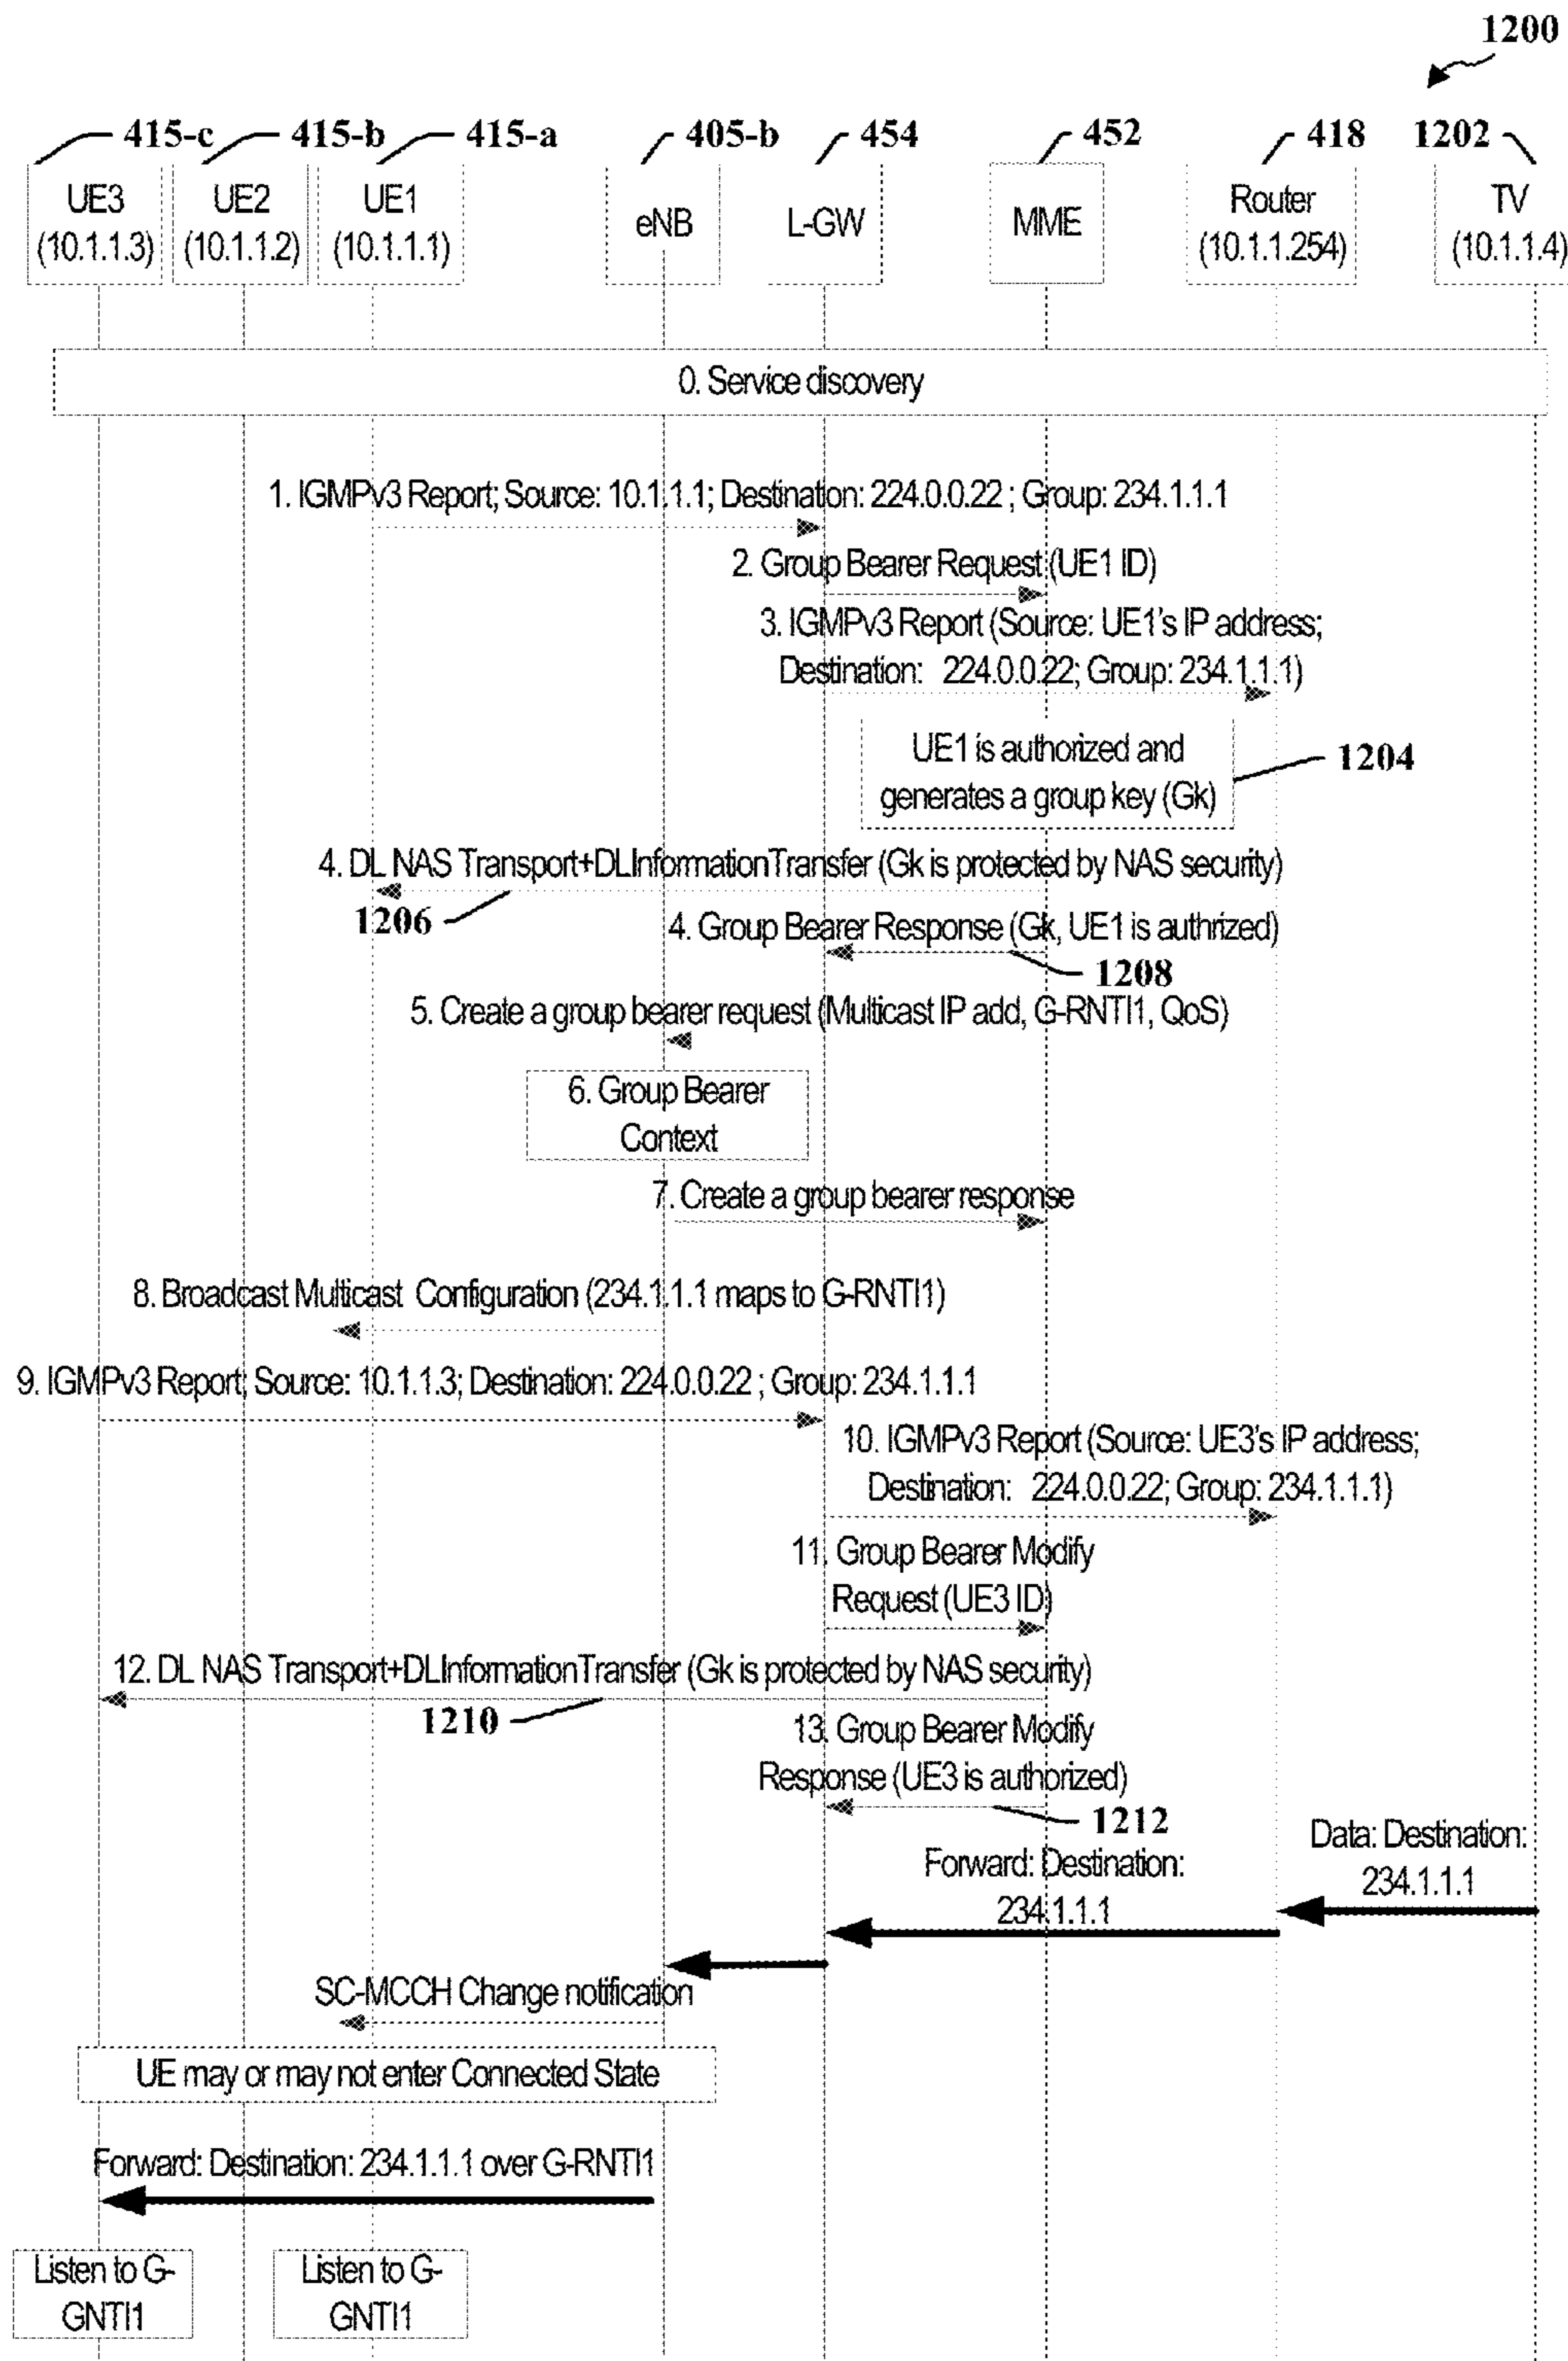 1200
415-c 415-b 415-a 405-b 454 452 418 1202
UE3 UE2 UE1 eNB L-GW MME Router TV
(10.1.1.3) (10.1.1.2) (10.1.1.1) (10.1.1.254) (10.1.1.4)
0. Service discovery
1. IGMPv3 Report; Source: 10.1.1.1; Destination: 224.0.0.22 ; Group: 234.1.1.1
2. Group Bearer Request (UE1 ID)
3. IGMPv3 Report (Source: UE1's IP address;
Destination: 224.0.0.22; Group: 234.1.1.1)
UE1 is authorized and
generates a group key (Gk)
1204
4. DL NAS Transport+DLInformationTransfer (Gk is protected by NAS security)
1206
4. Group Bearer Response (Gk, UE1 is authrized)
1208
5. Create a group bearer request (Multicast IP add, G-RNTI1, QoS)
6. Group Bearer
Context
7. Create a group bearer response
8. Broadcast Multicast Configuration (234.1.1.1 maps to G-RNTI1)
9. IGMPv3 Report; Source: 10.1.1.3; Destination: 224.0.0.22 ; Group: 234.1.1.1
10. IGMPv3 Report (Source: UE3's IP address;
Destination: 224.0.0.22; Group: 234.1.1.1)
11. Group Bearer Modify
Request (UE3 ID)
12. DL NAS Transport+DLInformationTransfer (Gk is protected by NAS security)
1210
13. Group Bearer Modify
Response (UE3 is authorized)
1212
Data: Destination:
234.1.1.1
Forward: Destination:
234.1.1.1
SC-MCCH Change notification
UE may or may not enter Connected State
Forward: Destination: 234.1.1.1 over G-RNTI1
Listen to G-
GNTI1
Listen to G-
GNTI1